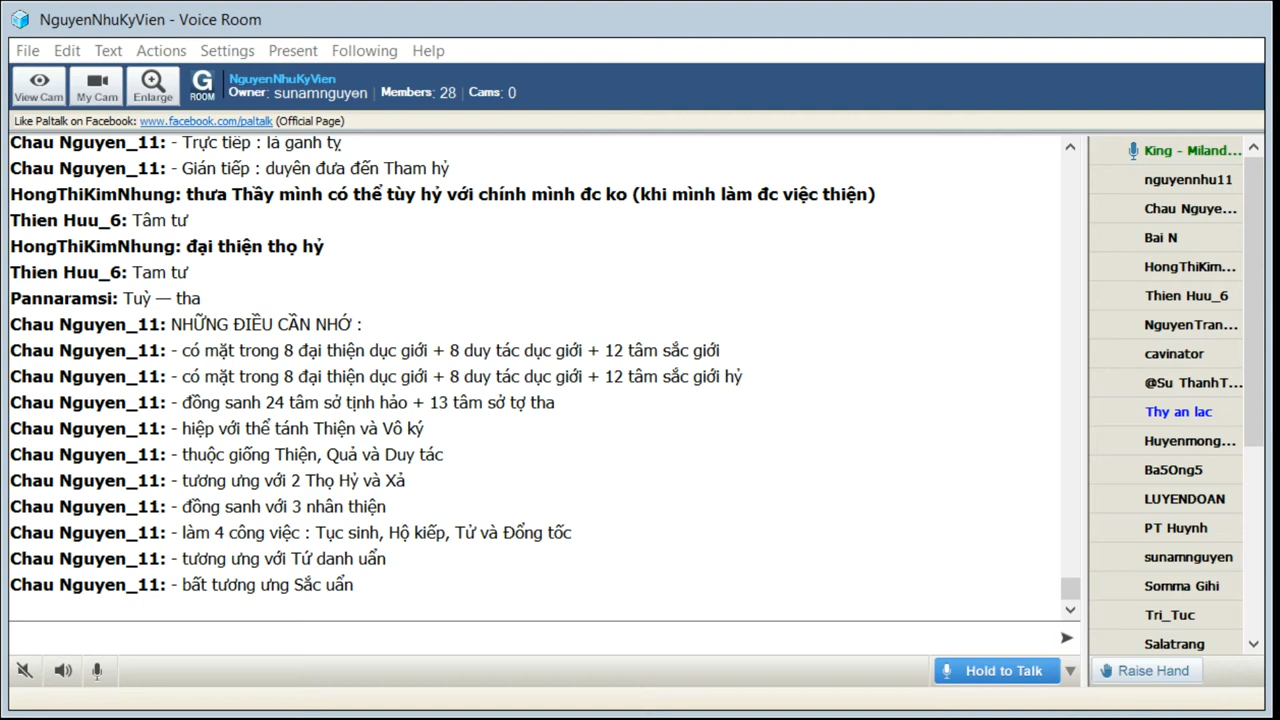 NguyenNhuKyVien - Voice Room
File Edit Text Actions Settings Present Following Help
View Cam My Cam Enlarge G ROOM
NguyenNhuKyVien
Owner: sunamnguyen | Members: 28 | Cams: 0
Like Paltalk on Facebook: www.facebook.com/paltalk (Official Page)
Chau Nguyen_11: - Trực tiếp : là ganh tỵ
Chau Nguyen_11: - Gián tiếp : duyên đưa đến Tham hỷ
HongThiKimNhung: thưa Thầy mình có thể tùy hỷ với chính mình đc ko (khi mình làm đc việc thiện)
Thien Huu_6: Tâm tư
HongThiKimNhung: đại thiện thọ hỷ
Thien Huu_6: Tam tư
Pannaramsi: Tuỳ — tha
Chau Nguyen_11: NHỮNG ĐIỀU CẦN NHỚ :
Chau Nguyen_11: - có mặt trong 8 đại thiện dục giới + 8 duy tác dục giới + 12 tâm sắc giới
Chau Nguyen_11: - có mặt trong 8 đại thiện dục giới + 8 duy tác dục giới + 12 tâm sắc giới hỷ
Chau Nguyen_11: - đồng sanh 24 tâm sở tịnh hảo + 13 tâm sở tợ tha
Chau Nguyen_11: - hiệp với thể tánh Thiện và Vô ký
Chau Nguyen_11: - thuộc giống Thiện, Quả và Duy tác
Chau Nguyen_11: - tương ưng với 2 Thọ Hỷ và Xả
Chau Nguyen_11: - đồng sanh với 3 nhân thiện
Chau Nguyen_11: - làm 4 công việc : Tục sinh, Hộ kiếp, Tử và Đổng tốc
Chau Nguyen_11: - tương ưng với Tứ danh uẩn
Chau Nguyen_11: - bất tương ưng Sắc uẩn
King - Miland...
nguyennhu11
Chau Nguye...
Bai N
HongThiKim...
Thien Huu_6
NguyenTran...
cavinator
@Su ThanhT...
Thy an lac
Huyenmong...
Ba5Ong5
LUYENDOAN
PT Huynh
sunamnguyen
Somma Gihi
Tri_Tuc
Salatrang
Hold to Talk
Raise Hand